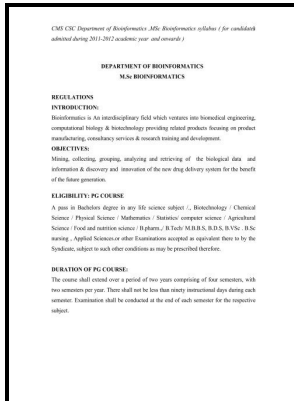 CMS CSC Department of Bioinformatics .MSc Bioinformatics syllabus ( for candidates
admitted during 2011-2012 academic year and onwards )
DEPARTMENT OF BIOINFORMATICS
M.Sc BIOINFORMATICS
REGULATIONS
INTRODUCTION:
Bioinformatics is An interdisciplinary field which ventures into biomedical engineering,
computational biology & biotechnology providing related products focusing on product
manufacturing, consultancy services & research training and development.
OBJECTIVES:
Mining, collecting, grouping, analyzing and retrieving of the biological data and
information & discovery and innovation of the new drug delivery system for the benefit
of the future generation.
ELIGIBILITY: PG COURSE
A pass in Bachelors degree in any life science subject /., Biotechnology / Chemical
Science / Physical Science / Mathematics / Statistics/ computer science / Agricultural
Science / Food and nutrition science / B.pharm.,/ B.Tech/ M.B.B.S, B.D.S, B.VSc . B.Sc
nursing , Applied Sciences.or other Examinations accepted as equivalent there to by the
Syndicate, subject to such other conditions as may be prescribed therefore.
DURATION OF PG COURSE:
The course shall extend over a period of two years comprising of four semesters, with
two semesters per year. There shall not be less than ninety instructional days during each
semester. Examination shall be conducted at the end of each semester for the respective
subject.